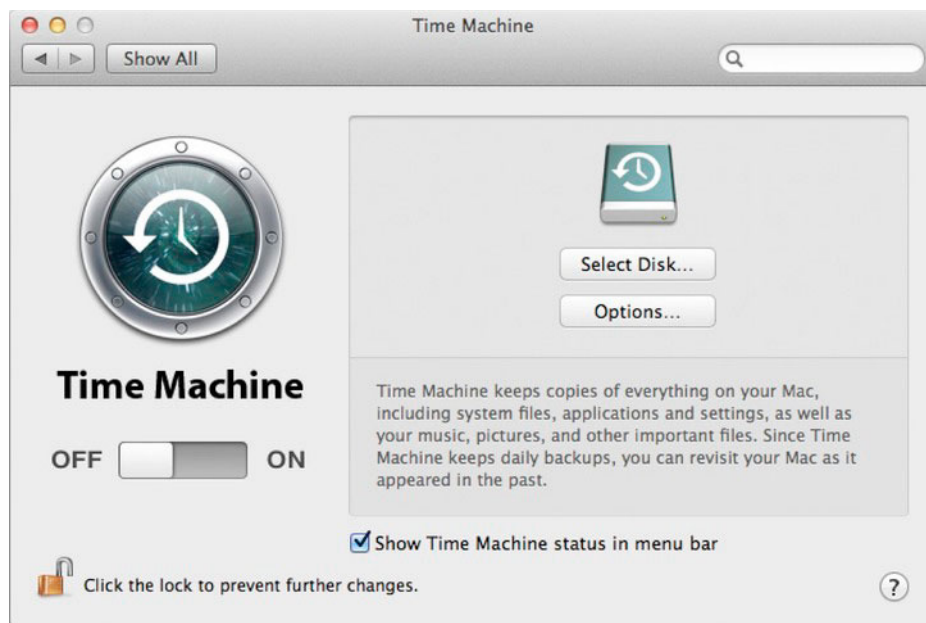 Time Machine
Show All
Select Disk...
Options...
Time Machine
OFF ON
Time Machine keeps copies of everything on your Mac,
including system files, applications and settings, as well as
your music, pictures, and other important files. Since Time
Machine keeps daily backups, you can revisit your Mac as it
appeared in the past.
Show Time Machine status in menu bar
Click the lock to prevent further changes.
?